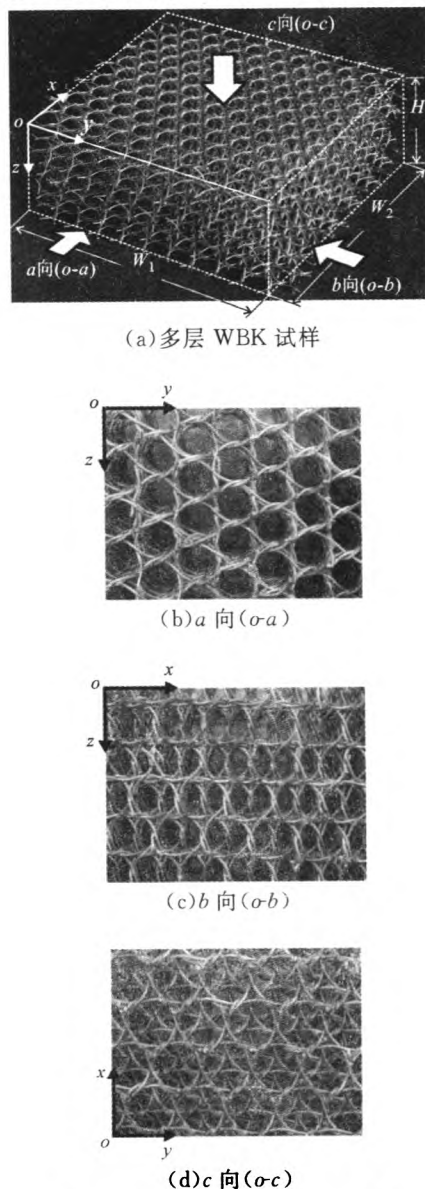 c向(o-c)
x
o
y
z
H
W₂
a向(o-a)
W₁
b向(o-b)
(a)多层 WBK 试样
o
y
z
(b)a 向(o-a)
o
x
z
(c)b 向(o-b)
x
o
y
(d)c 向(o-c)